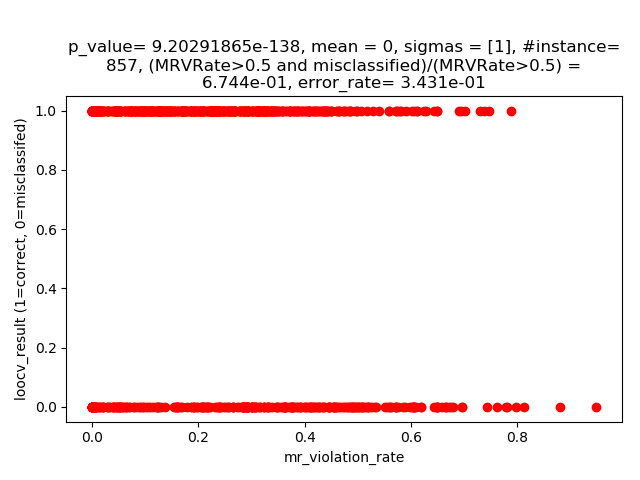 p_value= 9.20291865e-138, mean = 0, sigmas = [1], #instance=
857, (MRVRate>0.5 and misclassified)/(MRVRate>0.5) =
6.744e-01, error_rate= 3.431e-01
loocv_result (1=correct, 0=misclassifed)
1.0
0.8
0.6
0.4
0.2
0.0
0.0 0.2 0.4 0.6 0.8
mr_violation_rate